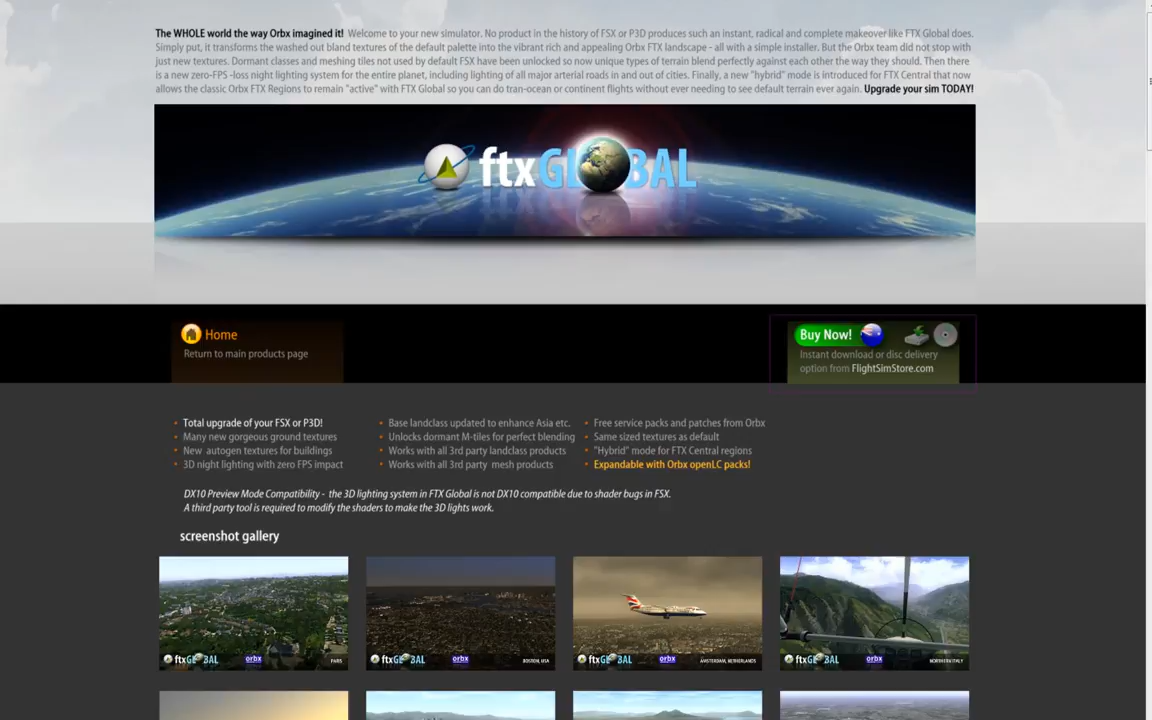 The WHOLE world the way Orbx imagined it! Welcome to your new simulator. No product in the history of FSX or P3D produces such an instant, radical and complete makeover like FTX Global does.
Simply put, it transforms the washed out bland textures of the default palette into the vibrant rich and appealing Orbx FTX landscape - all with a simple installer. But the Orbx team did not stop with
just new textures. Dormant classes and meshing tiles not used by default FSX have been unlocked so now unique types of terrain blend perfectly against each other the way they should. Then there
is a new zero-FPS -loss night lighting system for the entire planet, including lighting of all major arterial roads in and out of cities. Finally, a new "hybrid" mode is introduced for FTX Central that now
allows the classic Orbx FTX Regions to remain "active" with FTX Global so you can do tran-ocean or continent flights without ever needing to see default terrain ever again. Upgrade your sim TODAY!
ftxGLOBAL
Home
Return to main products page
Buy Now!
Instant download or disc delivery
option from FlightSimStore.com
Total upgrade of your FSX or P3D!
Many new gorgeous ground textures
New autogen textures for buildings
3D night lighting with zero FPS impact
Base landclass updated to enhance Asia etc.
Unlocks dormant M-tiles for perfect blending
Works with all 3rd party landclass products
Works with all 3rd party mesh products
Free service packs and patches from Orbx
Same sized textures as default
"Hybrid" mode for FTX Central regions
Expandable with Orbx openLC packs!
DX10 Preview Mode Compatibility - the 3D lighting system in FTX Global is not DX10 compatible due to shader bugs in FSX.
A third party tool is required to modify the shaders to make the 3D lights work.
screenshot gallery
ftxGLOBAL orbx PARIS
ftxGLOBAL orbx BOSTON, USA
ftxGLOBAL orbx AMSTERDAM, NETHERLANDS
ftxGLOBAL orbx NORTHERN ITALY